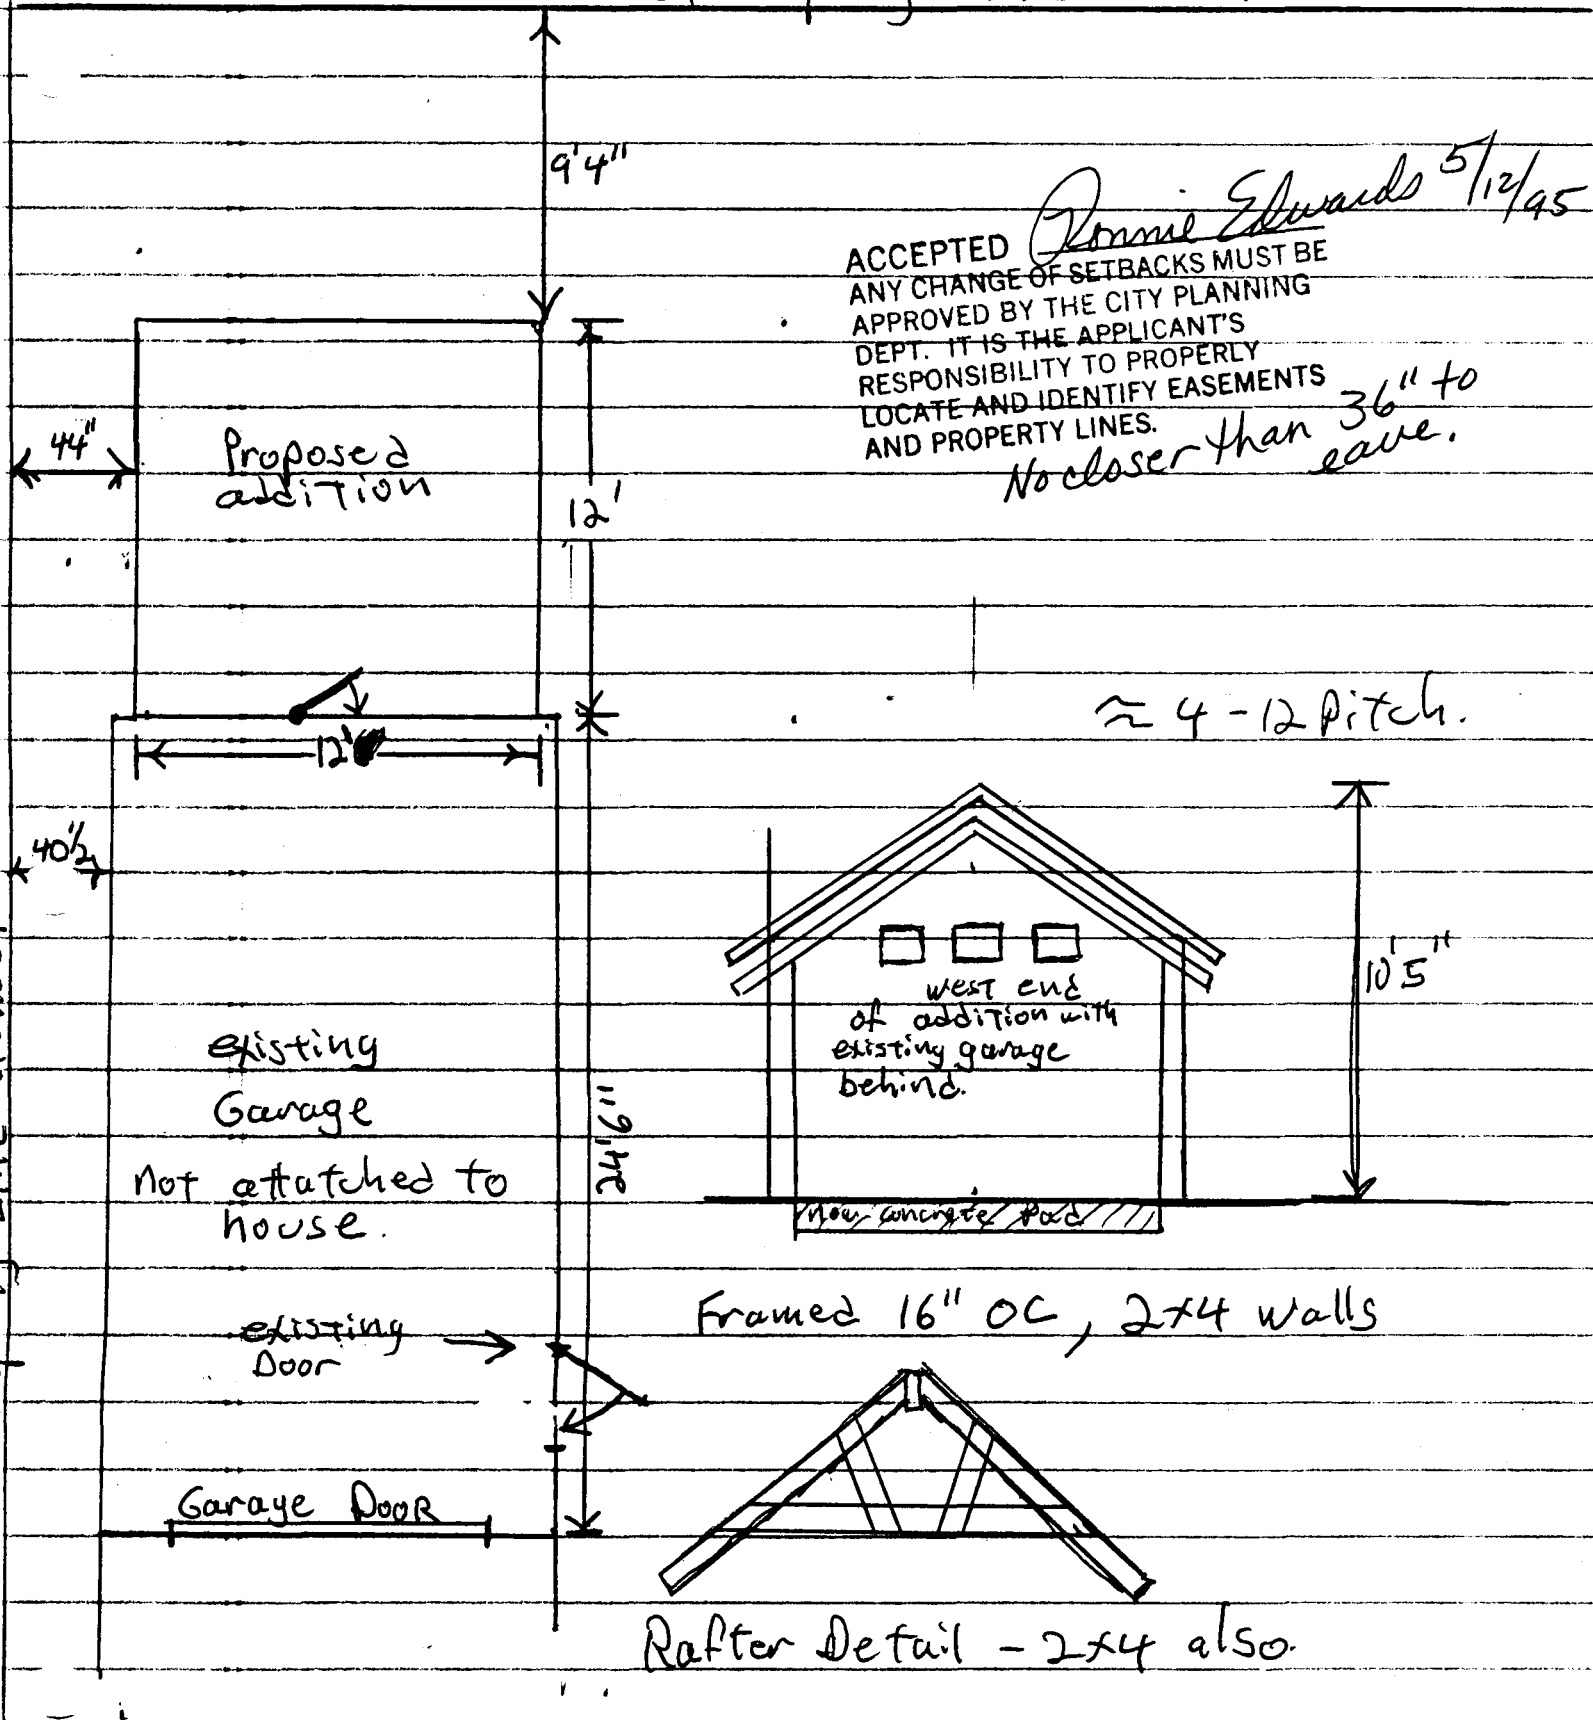 9'4"
Ronnie Edwards 5/12/95
ACCEPTED
ANY CHANGE OF SETBACKS MUST BE
APPROVED BY THE CITY PLANNING
DEPT. IT IS THE APPLICANT'S
RESPONSIBILITY TO PROPERLY
LOCATE AND IDENTIFY EASEMENTS
AND PROPERTY LINES.
No closer than 36" to
eave.
44"
Proposed
addition
12'
12'
≈ 4-12 Pitch.
40½
10'5"
west end
of addition with
existing garage
behind.
existing
Garage
not attatched to
house.
24'6"
new concrete Pad
Framed 16" OC, 2x4 walls
existing
Door
Garage Door
Rafter Detail - 2x4 also.